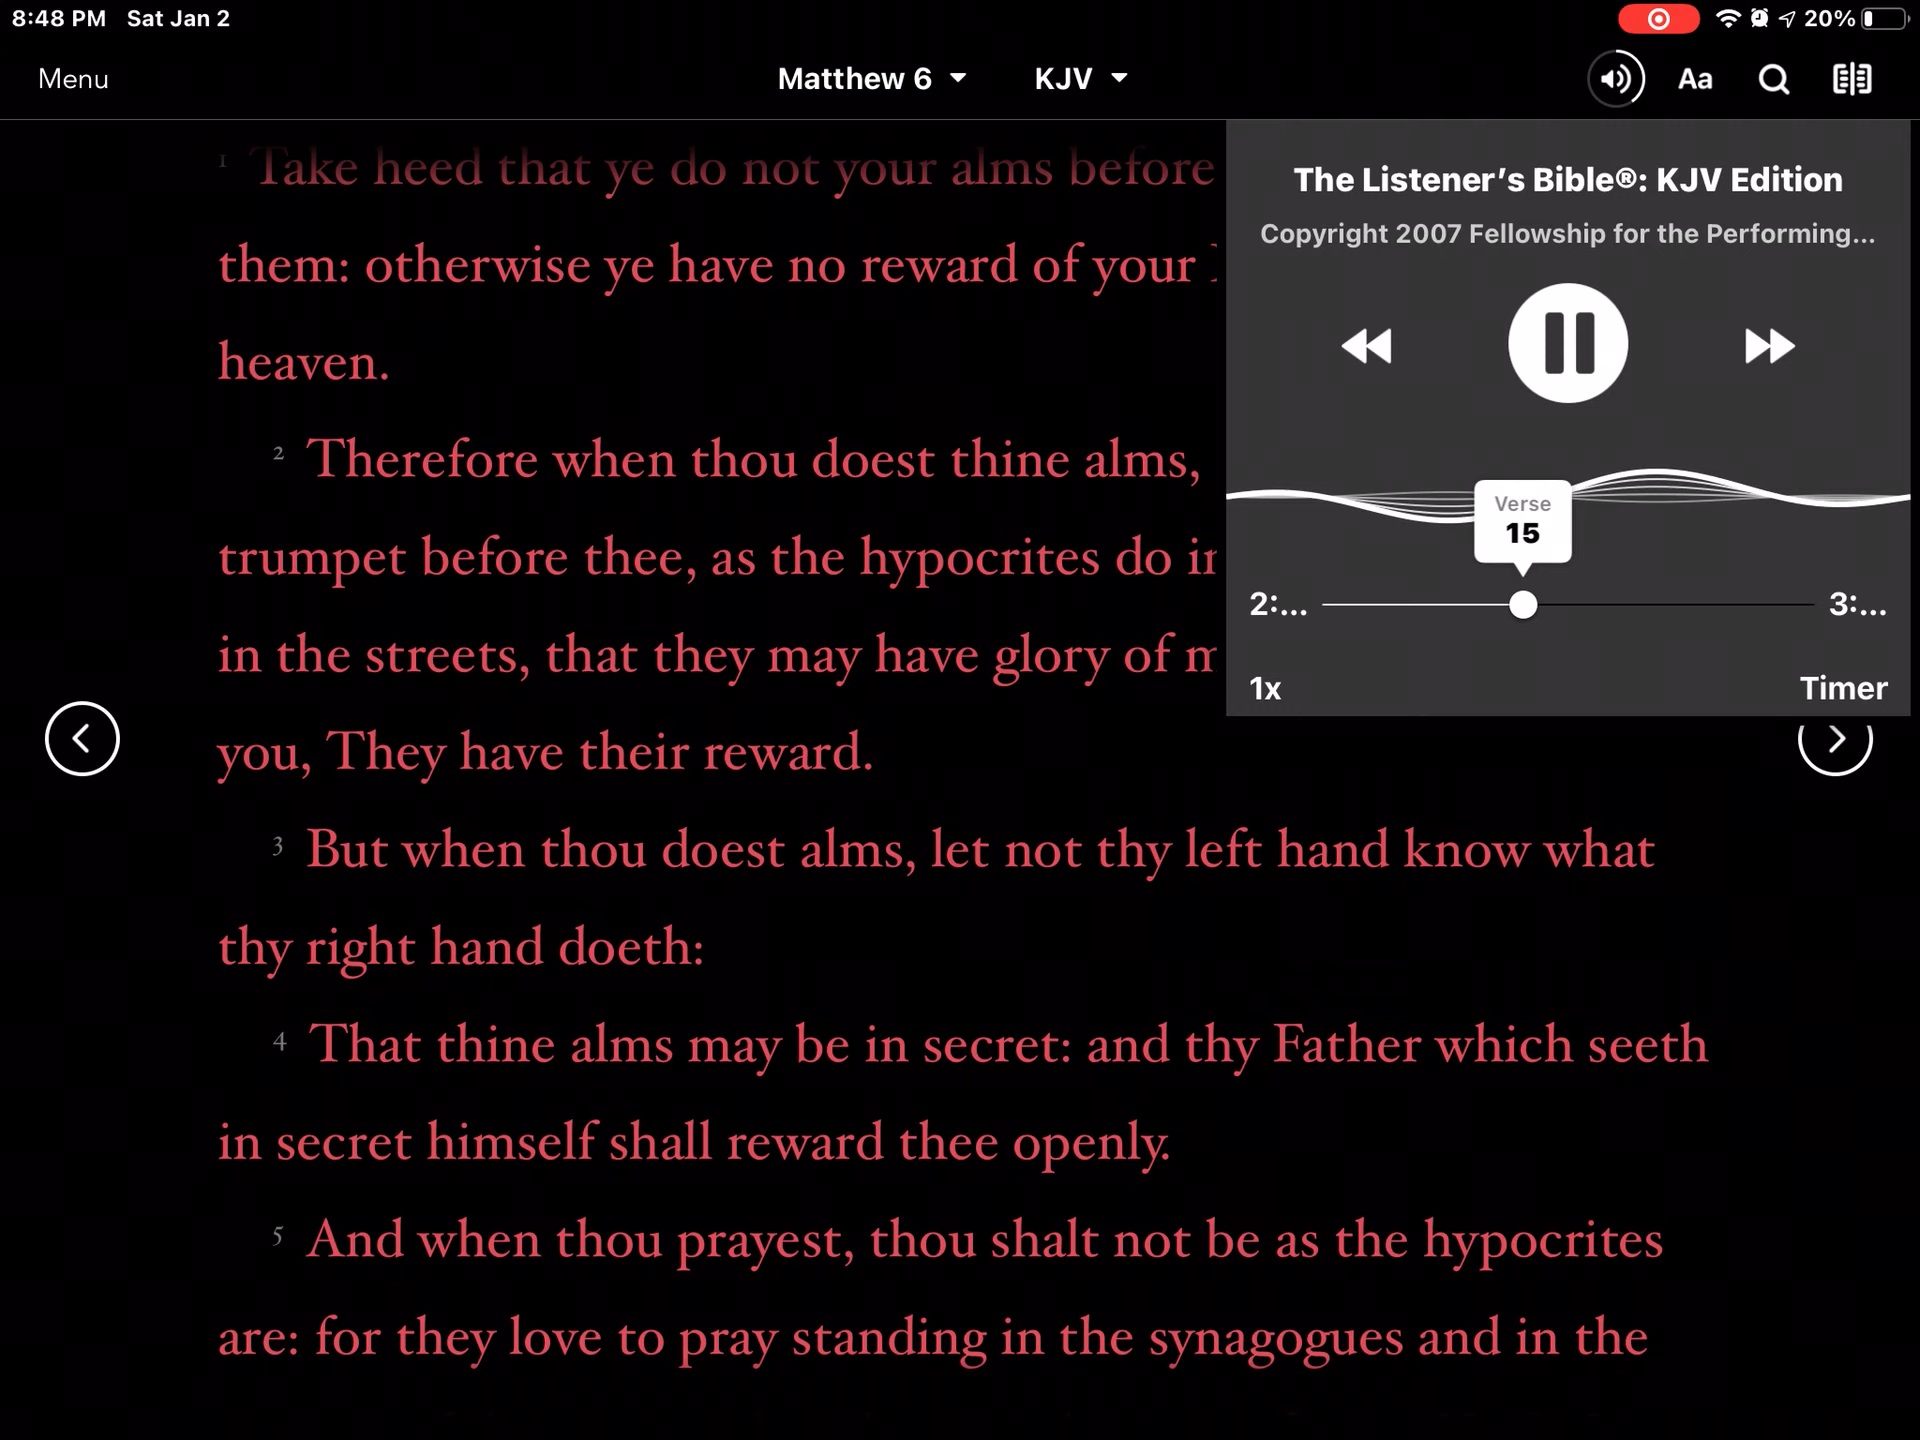 8:48 PM Sat Jan 2
20%
Menu
Matthew 6
KJV
Aa
1 Take heed that ye do not your alms before
them: otherwise ye have no reward of your
heaven.
2 Therefore when thou doest thine alms,
trumpet before thee, as the hypocrites do in
in the streets, that they may have glory of
you, They have their reward.
3 But when thou doest alms, let not thy left hand know what
thy right hand doeth:
4 That thine alms may be in secret: and thy Father which seeth
in secret himself shall reward thee openly.
5 And when thou prayest, thou shalt not be as the hypocrites
are: for they love to pray standing in the synagogues and in the
The Listener's Bible®: KJV Edition
Copyright 2007 Fellowship for the Performing...
Verse
15
2:...
3:...
1x
Timer